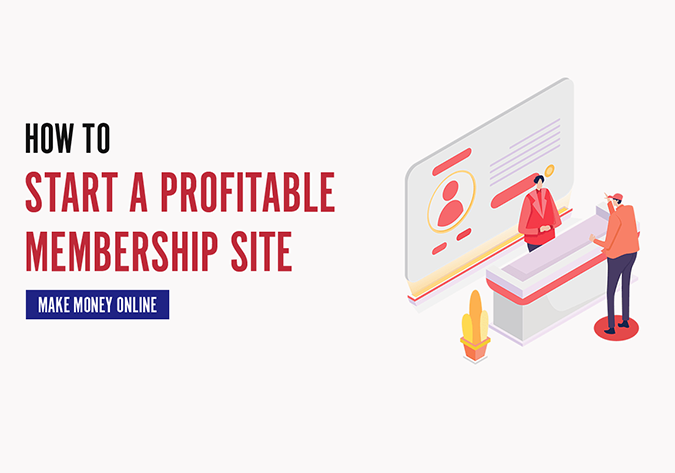 HOW TO
START A PROFITABLE
MEMBERSHIP SITE
MAKE MONEY ONLINE